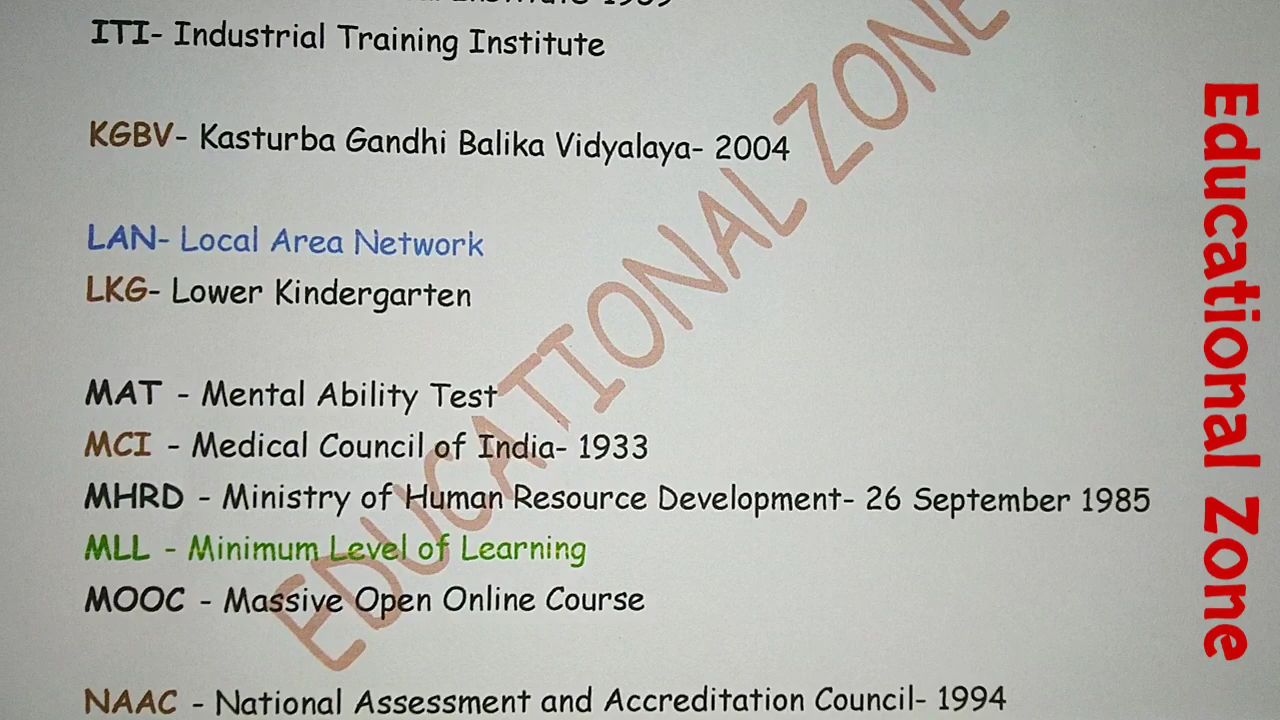 ITI- Industrial Training Institute
KGBV- Kasturba Gandhi Balika Vidyalaya- 2004
LAN- Local Area Network
LKG- Lower Kindergarten
MAT - Mental Ability Test
MCI - Medical Council of India- 1933
MHRD - Ministry of Human Resource Development- 26 September 1985
MLL - Minimum Level of Learning
MOOC - Massive Open Online Course
NAAC - National Assessment and Accreditation Council- 1994
EDUCATIONAL ZONE
Educational Zone